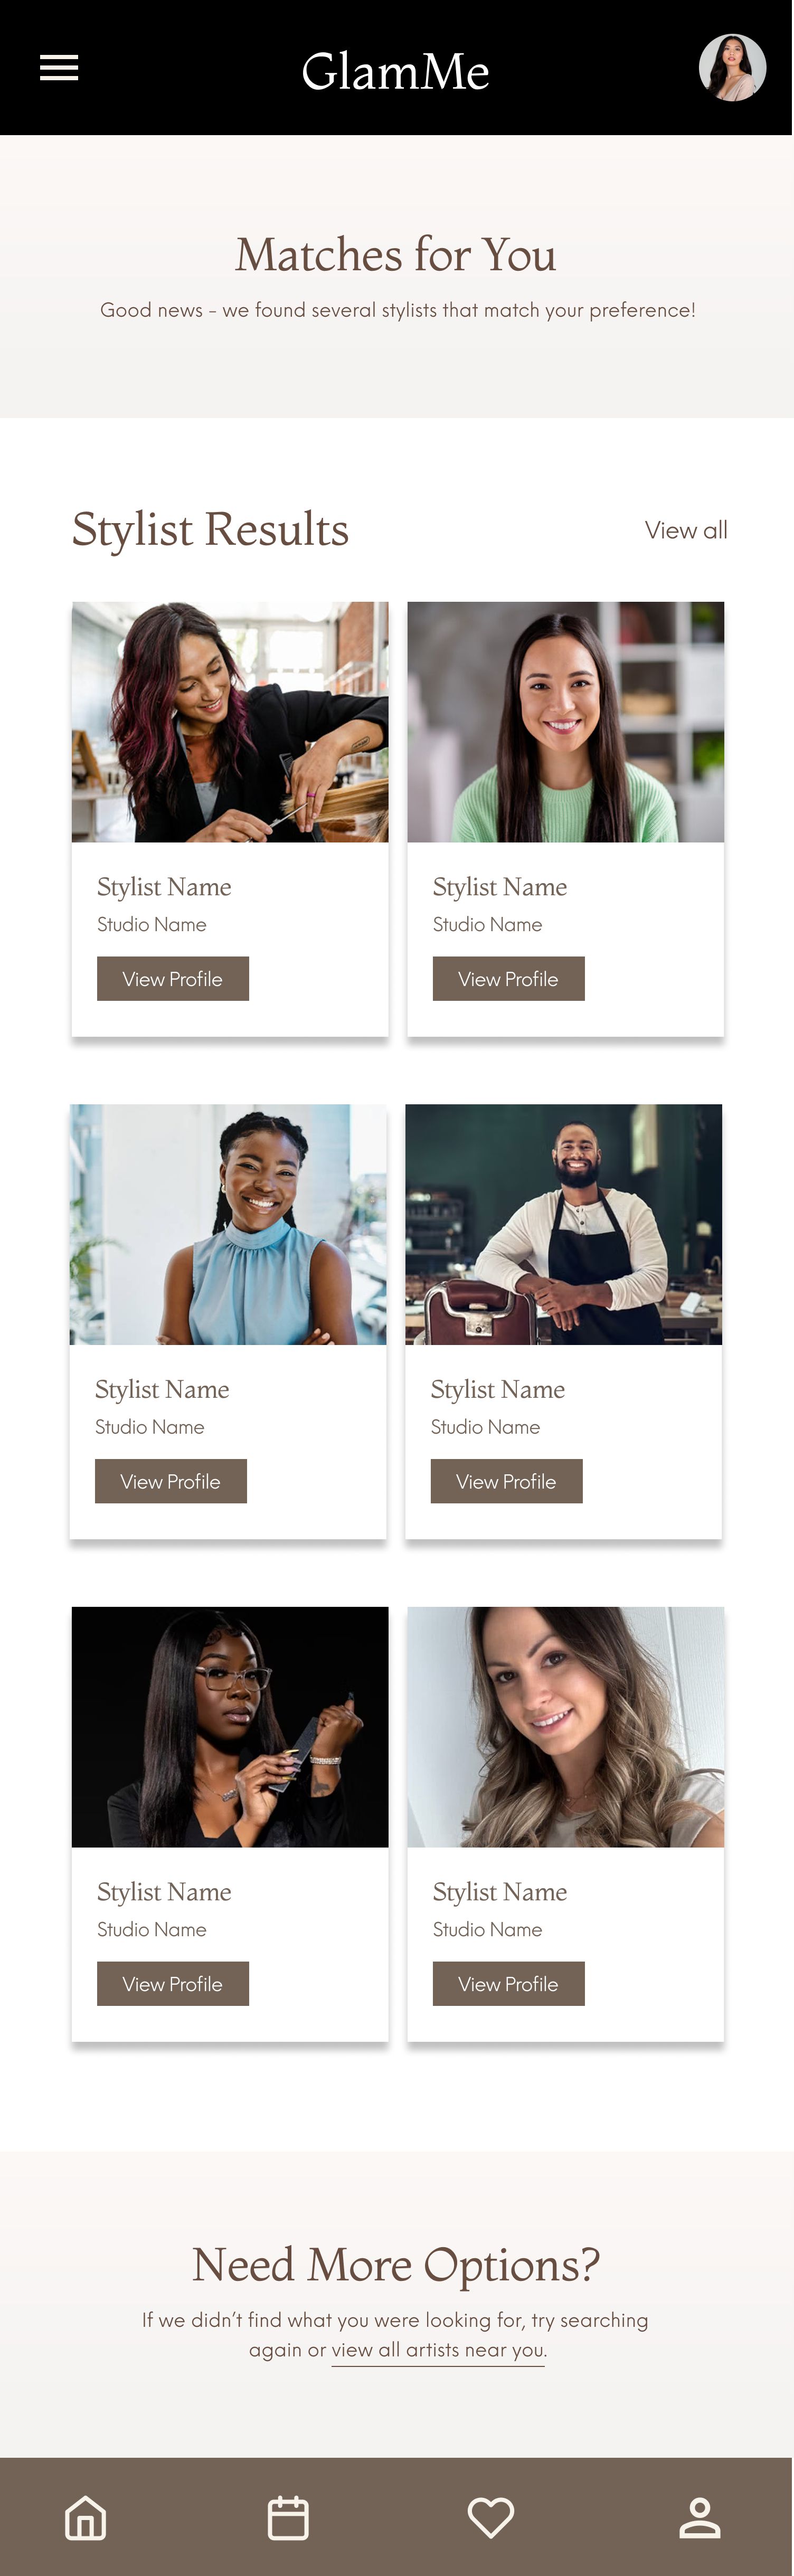 GlamMe
Matches for You
Good news - we found several stylists that match your preference!
Stylist Results
View all
Stylist Name
Studio Name
View Profile
Stylist Name
Studio Name
View Profile
Stylist Name
Studio Name
View Profile
Stylist Name
Studio Name
View Profile
Stylist Name
Studio Name
View Profile
Stylist Name
Studio Name
View Profile
Need More Options?
If we didn’t find what you were looking for, try searching
again or view all artists near you.